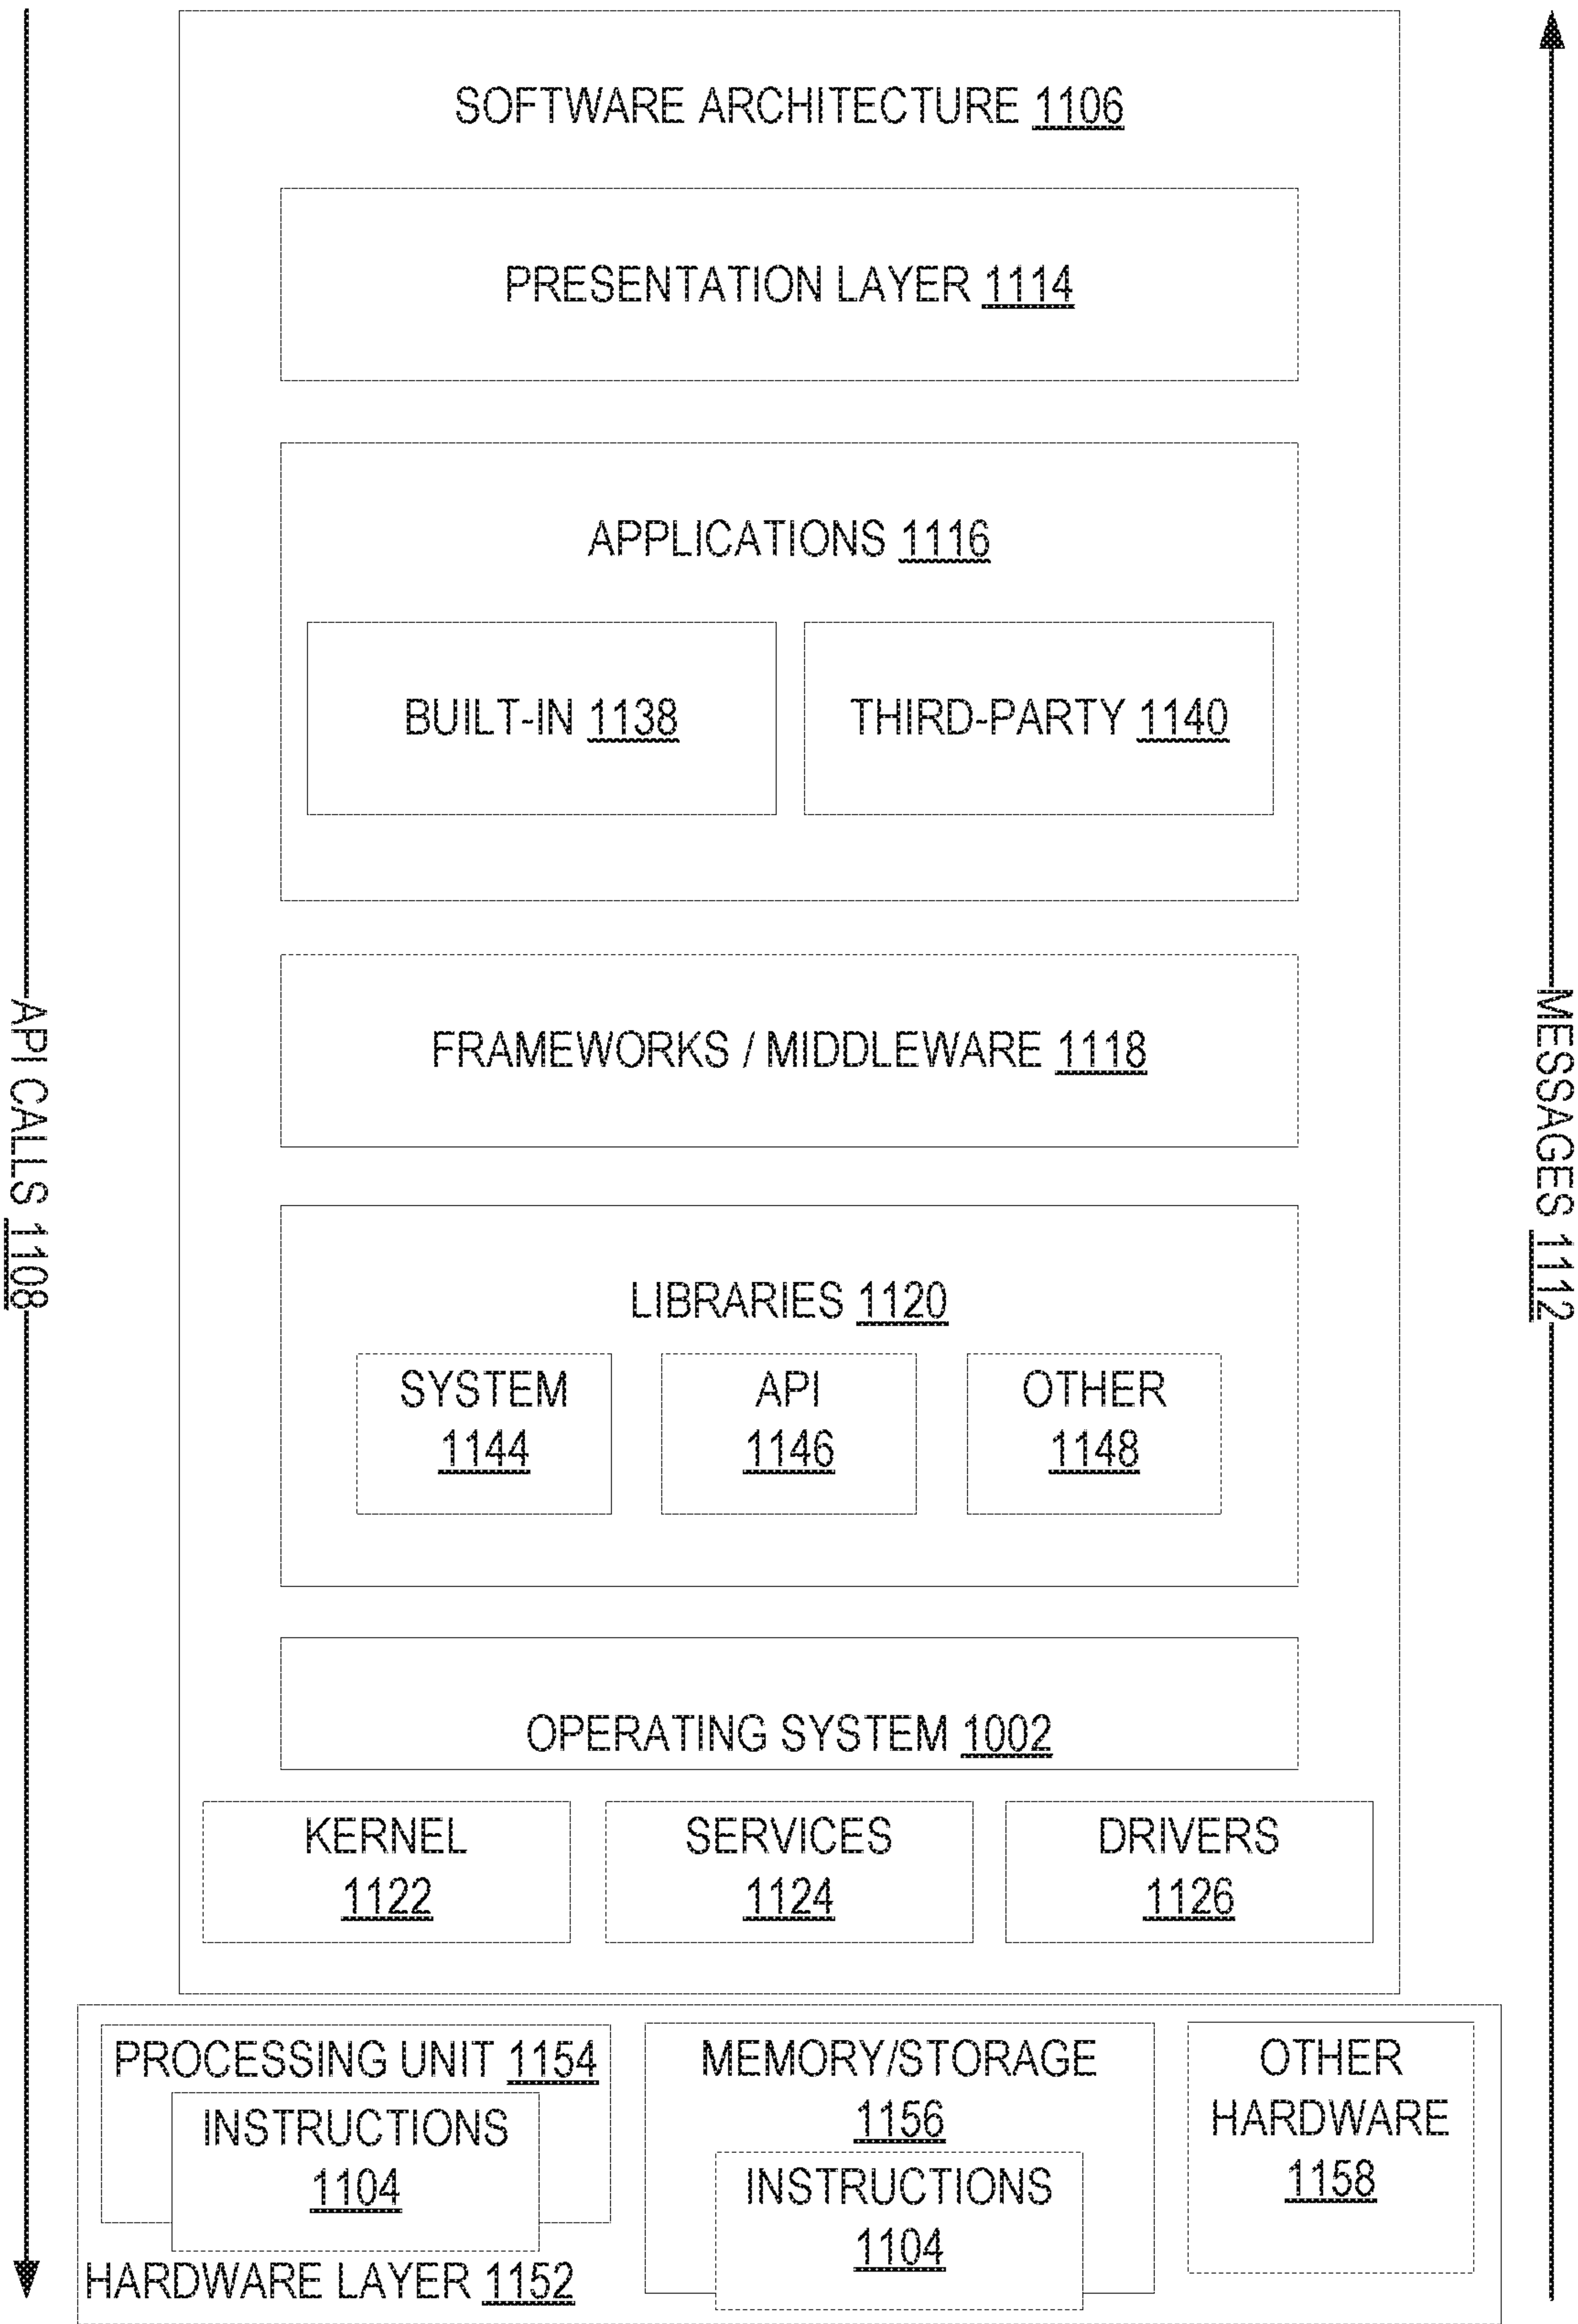 SOFTWARE ARCHITECTURE 1106
PRESENTATION LAYER 1114
APPLICATIONS 1116
BUILT-IN 1138
THIRD-PARTY 1140
FRAMEWORKS / MIDDLEWARE 1118
API CALLS 1108
MESSAGES 1112
LIBRARIES 1120
SYSTEM
1144
API
1146
OTHER
1148
OPERATING SYSTEM 1002
KERNEL
1122
SERVICES
1124
DRIVERS
1126
PROCESSING UNIT 1154
INSTRUCTIONS
1104
MEMORY/STORAGE
1156
INSTRUCTIONS
1104
OTHER
HARDWARE
1158
HARDWARE LAYER 1152